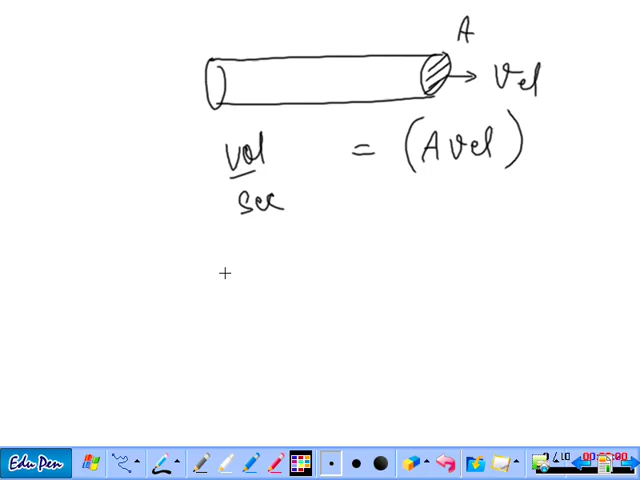 A
Vel
Vol = (A Vel)
sec
Edu Pen